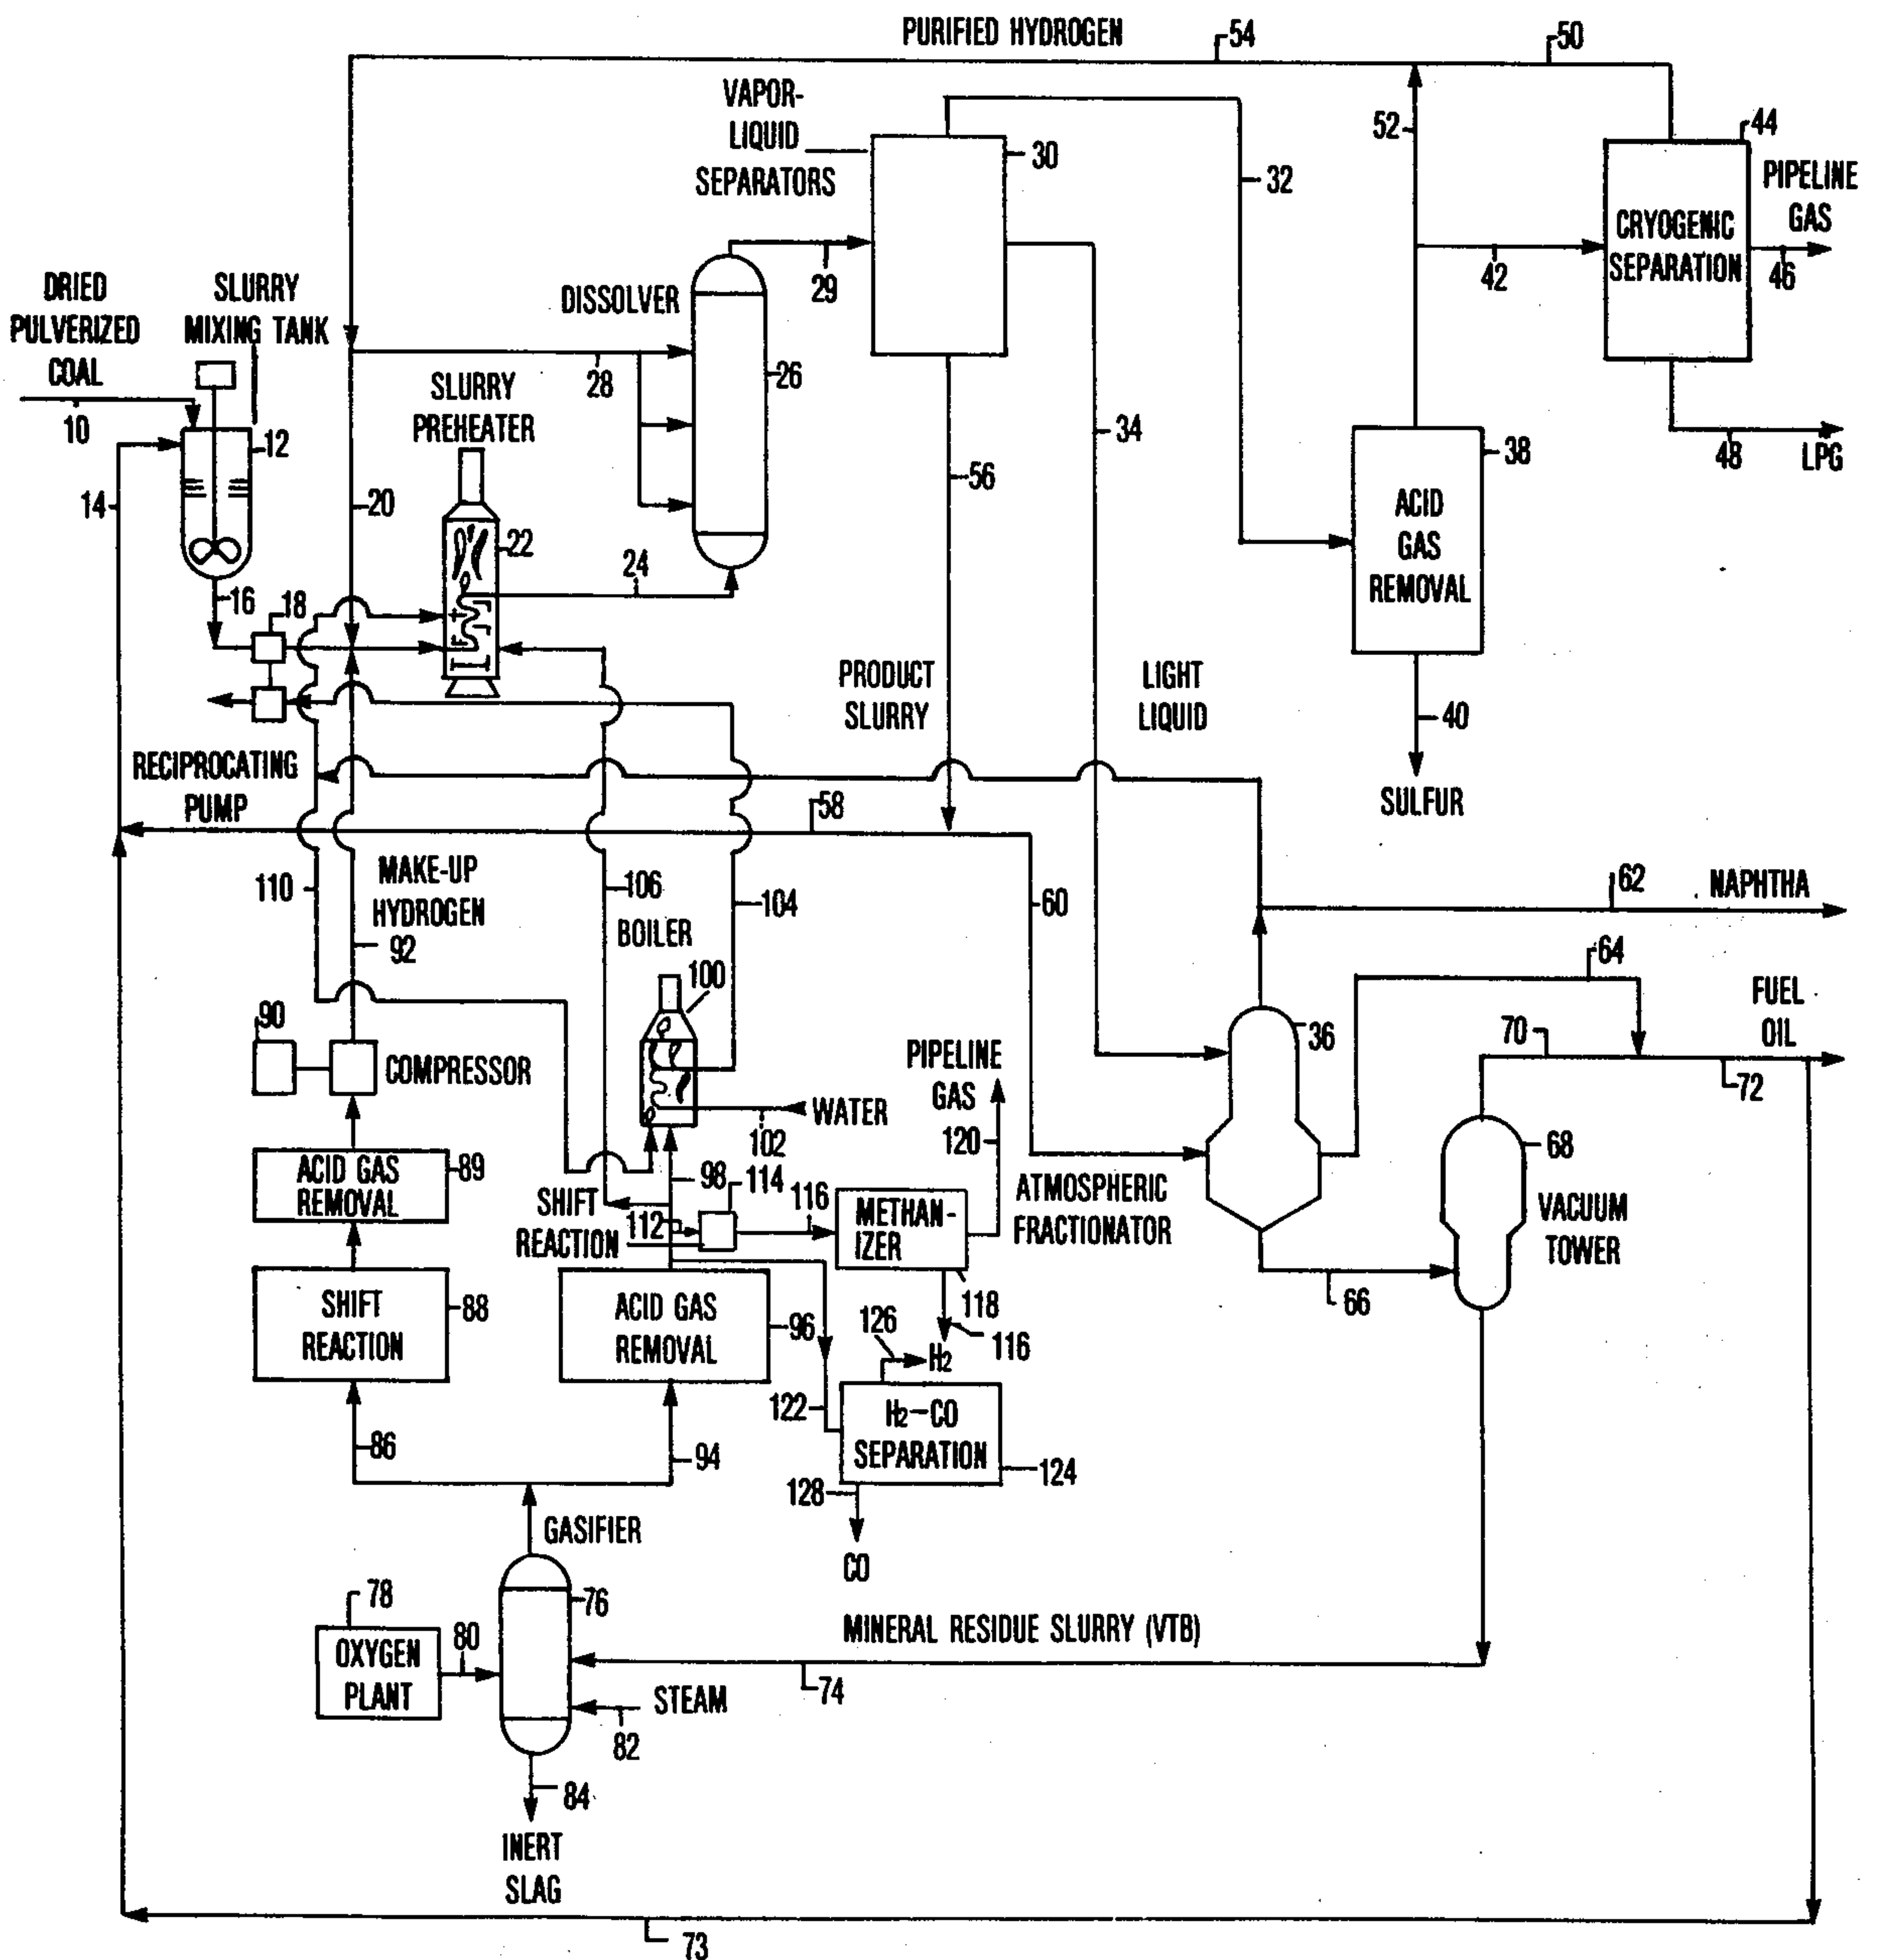 PURIFIED HYDROGEN
54
50
VAPOR-
LIQUID
SEPARATORS
30
32
52
44
CRYOGENIC
SEPARATION
PIPELINE
GAS
42
46
48
LPG
DRIED
PULVERIZED
COAL
10
SLURRY
MIXING TANK
12
14
16
18
20
SLURRY
PREHEATER
22
24
DISSOLVER
26
28
29
34
56
38
ACID
GAS
REMOVAL
40
SULFUR
PRODUCT
SLURRY
LIGHT
LIQUID
RECIPROCATING
PUMP
58
60
62
NAPHTHA
64
FUEL
OIL
70
72
110
MAKE-UP
HYDROGEN
92
106
104
BOILER
100
90
COMPRESSOR
WATER
102
PIPELINE
GAS
120
36
ATMOSPHERIC
FRACTIONATOR
68
VACUUM
TOWER
66
ACID GAS
REMOVAL
89
98
114
116
SHIFT
REACTION
112
METHAN-
IZER
118
116
SHIFT
REACTION
88
ACID GAS
REMOVAL
96
126
H2
122
H2-CO
SEPARATION
124
128
CO
86
94
GASIFIER
76
78
OXYGEN
PLANT
80
MINERAL RESIDUE SLURRY (VTB)
74
STEAM
82
84
INERT
SLAG
73